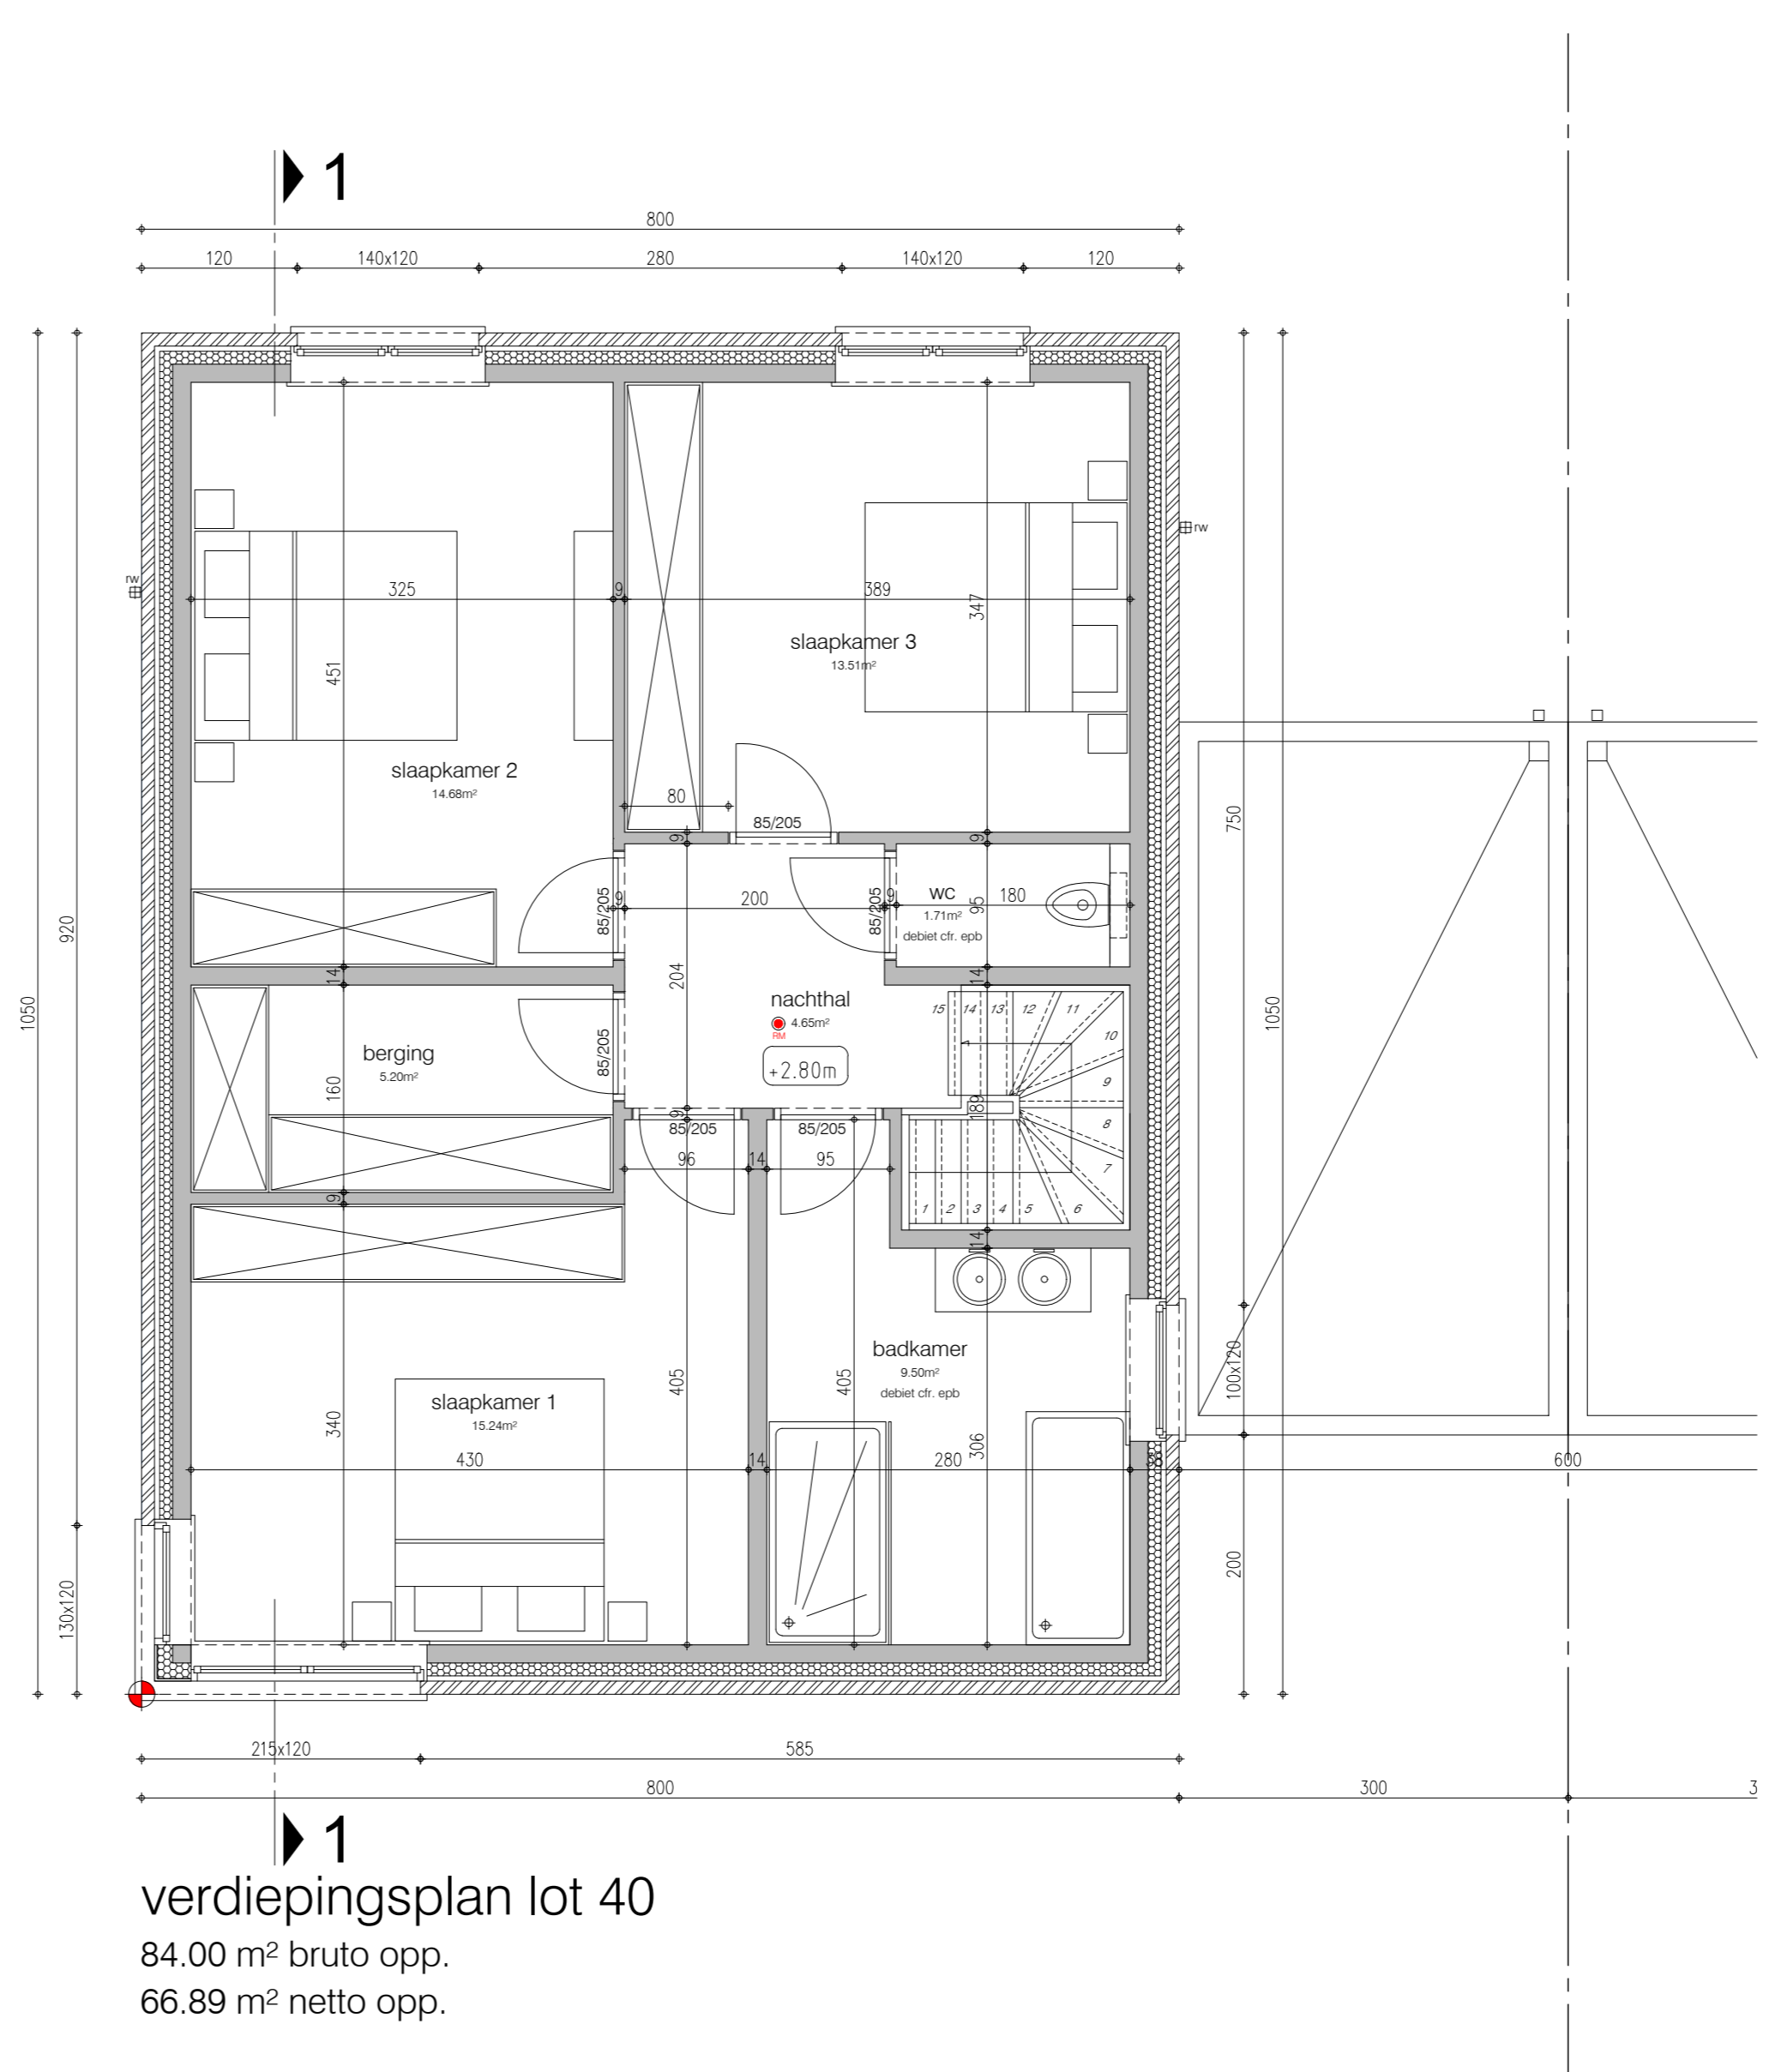 1
800
120 140x120 280 140x120 120
rw
rw
325 9 389
347
451
slaapkamer 3
13.51m²
slaapkamer 2
14.68m²
80
85/205
9
9
750
920
1050
1050
85/205
9
200
85/205
9
WC
1.71m²
debiet cfr. epb
95
180
14
204
14
nachthal
4.65m²
RM
+2.80m
15 14 13 12 11
10
9
8
7
1 2 3 4 5 6
189
berging
5.20m²
160
85/205
9
85/205
85/205
96 14 95
9
14
badkamer
9.50m²
debiet cfr. epb
100x120
slaapkamer 1
15.24m²
340
405
405
306
430 14 280 38 600
200
130x120
215x120 585
800 300 3
1
verdiepingsplan lot 40
84.00 m² bruto opp.
66.89 m² netto opp.